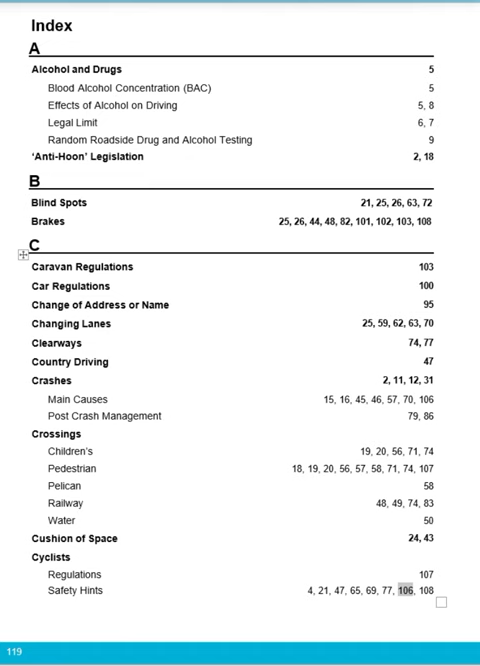 Index
A
Alcohol and Drugs 5
Blood Alcohol Concentration (BAC) 5
Effects of Alcohol on Driving 5, 8
Legal Limit 6, 7
Random Roadside Drug and Alcohol Testing 9
‘Anti-Hoon’ Legislation 2, 18
B
Blind Spots 21, 25, 26, 63, 72
Brakes 25, 26, 44, 48, 82, 101, 102, 103, 108
C
Caravan Regulations 103
Car Regulations 100
Change of Address or Name 95
Changing Lanes 25, 59, 62, 63, 70
Clearways 74, 77
Country Driving 47
Crashes 2, 11, 12, 31
Main Causes 15, 16, 45, 46, 57, 70, 106
Post Crash Management 79, 86
Crossings
Children’s 19, 20, 56, 71, 74
Pedestrian 18, 19, 20, 56, 57, 58, 71, 74, 107
Pelican 58
Railway 48, 49, 74, 83
Water 50
Cushion of Space 24, 43
Cyclists
Regulations 107
Safety Hints 4, 21, 47, 65, 69, 77, 106, 108
119